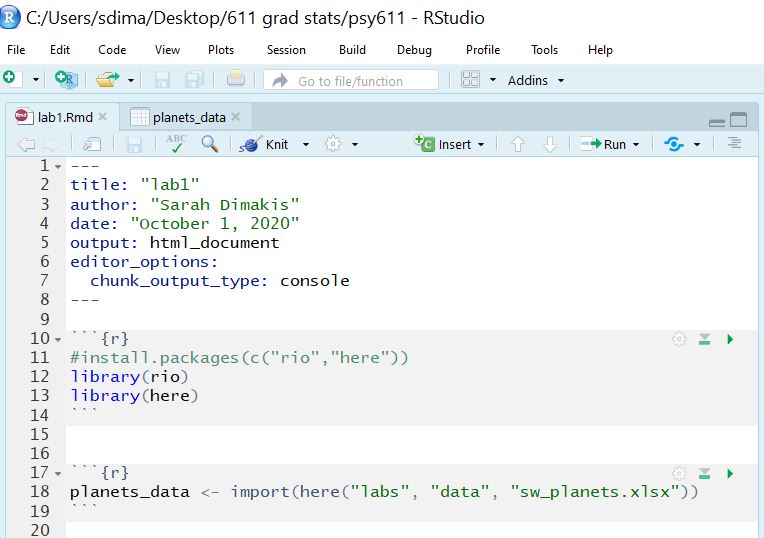 R C:/Users/sdima/Desktop/611 grad stats/psy611 - RStudio
File Edit Code View Plots Session Build Debug Profile Tools Help
Go to file/function Addins
Rmd lab1.Rmd planets_data
ABC Knit Insert Run
1 ---
2 title: "lab1"
3 author: "Sarah Dimakis"
4 date: "October 1, 2020"
5 output: html_document
6 editor_options:
7   chunk_output_type: console
8 ---
9
10 ```{r}
11 #install.packages(c("rio","here"))
12 library(rio)
13 library(here)
14 ```
15
16
17 ```{r}
18 planets_data <- import(here("labs", "data", "sw_planets.xlsx"))
19 ```
20